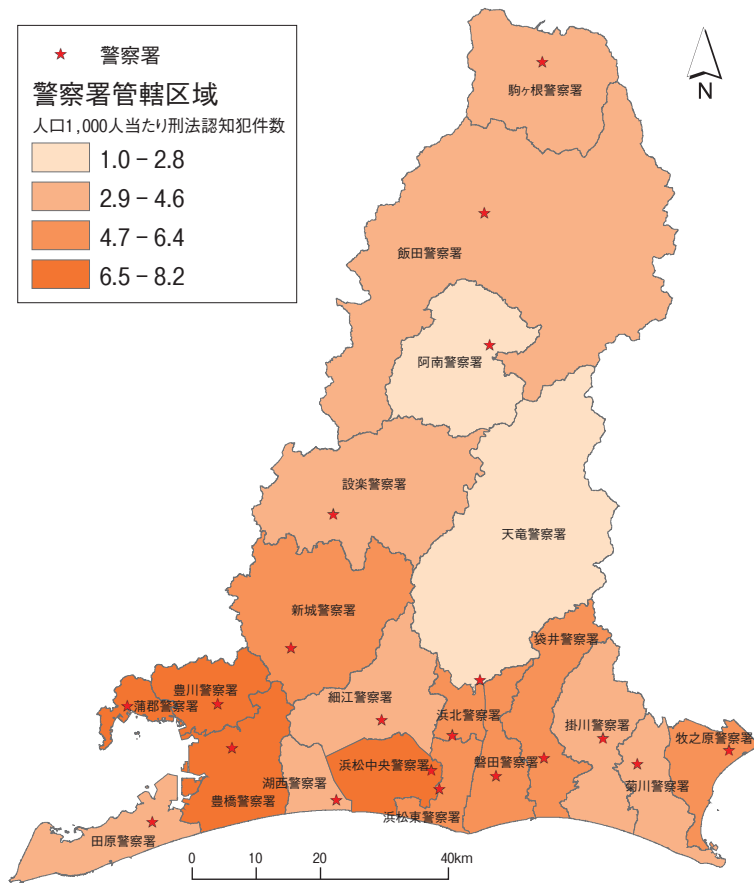 警察署
警察署管轄区域
人口1,000人当たり刑法認知犯件数
1.0 – 2.8
2.9 – 4.6
4.7 – 6.4
6.5 – 8.2
N
駒ヶ根警察署
飯田警察署
阿南警察署
設楽警察署
天竜警察署
新城警察署
袋井警察署
豊川警察署
蒲郡警察署
細江警察署
浜北警察署
掛川警察署
牧之原警察署
浜松中央警察署
磐田警察署
湖西警察署
菊川警察署
豊橋警察署
浜松東警察署
田原警察署
0 10 20 40km